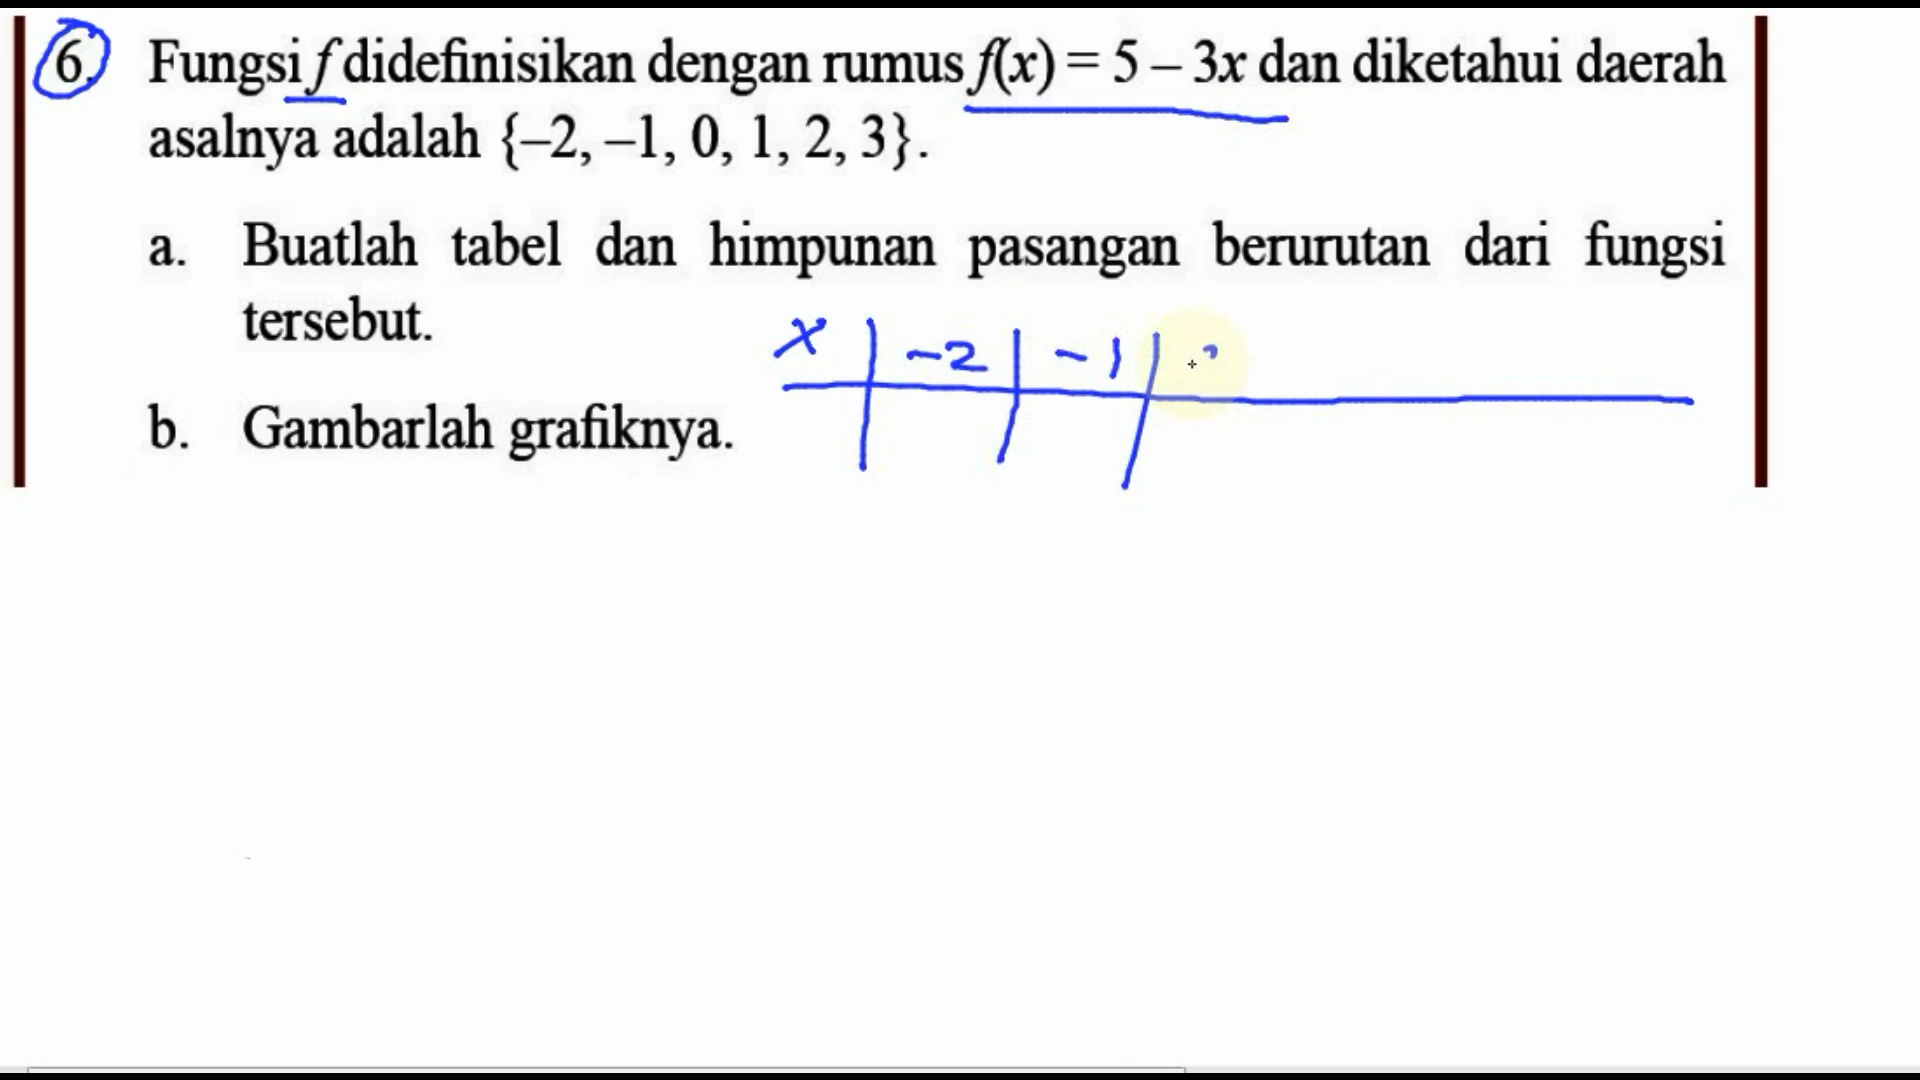 6. Fungsi f didefinisikan dengan rumus f(x) = 5 – 3x dan diketahui daerah
asalnya adalah {–2, –1, 0, 1, 2, 3}.
a. Buatlah tabel dan himpunan pasangan berurutan dari fungsi
tersebut.
x | -2 | -1 |
b. Gambarlah grafiknya.